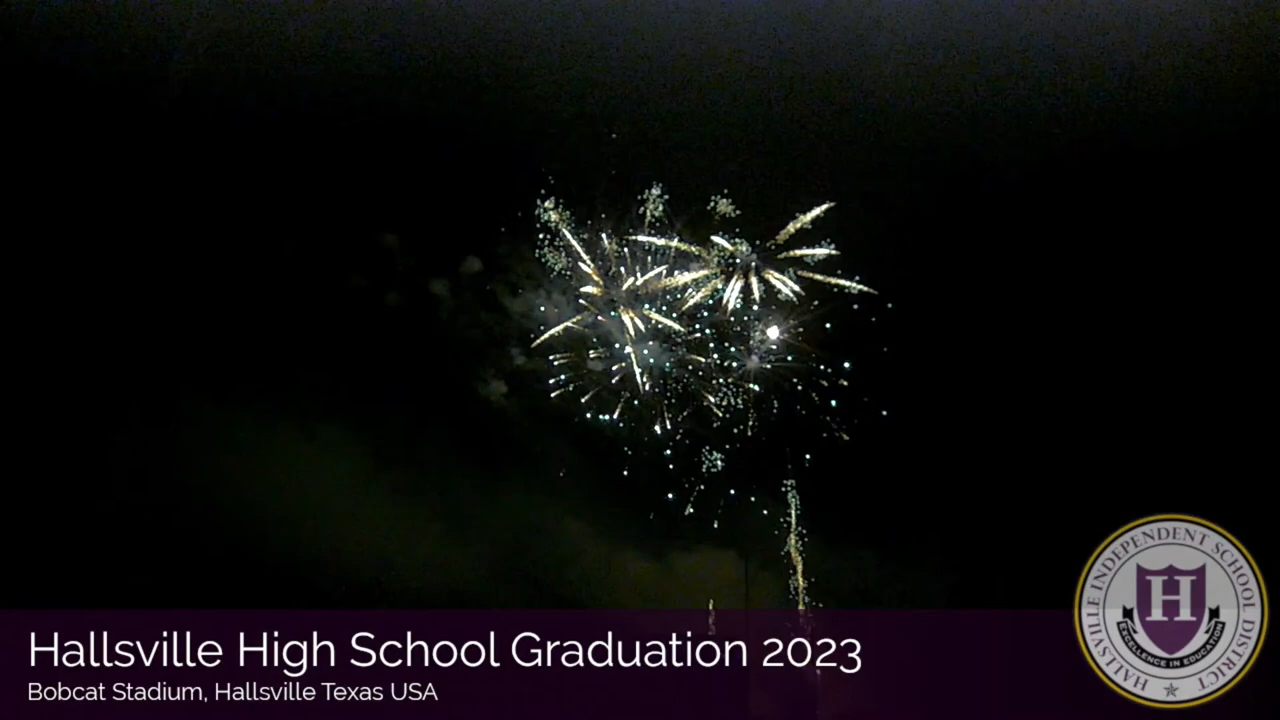 Hallsville High School Graduation 2023
Bobcat Stadium, Hallsville Texas USA
HALLSVILLE INDEPENDENT SCHOOL DISTRICT
H
EXCELLENCE IN EDUCATION